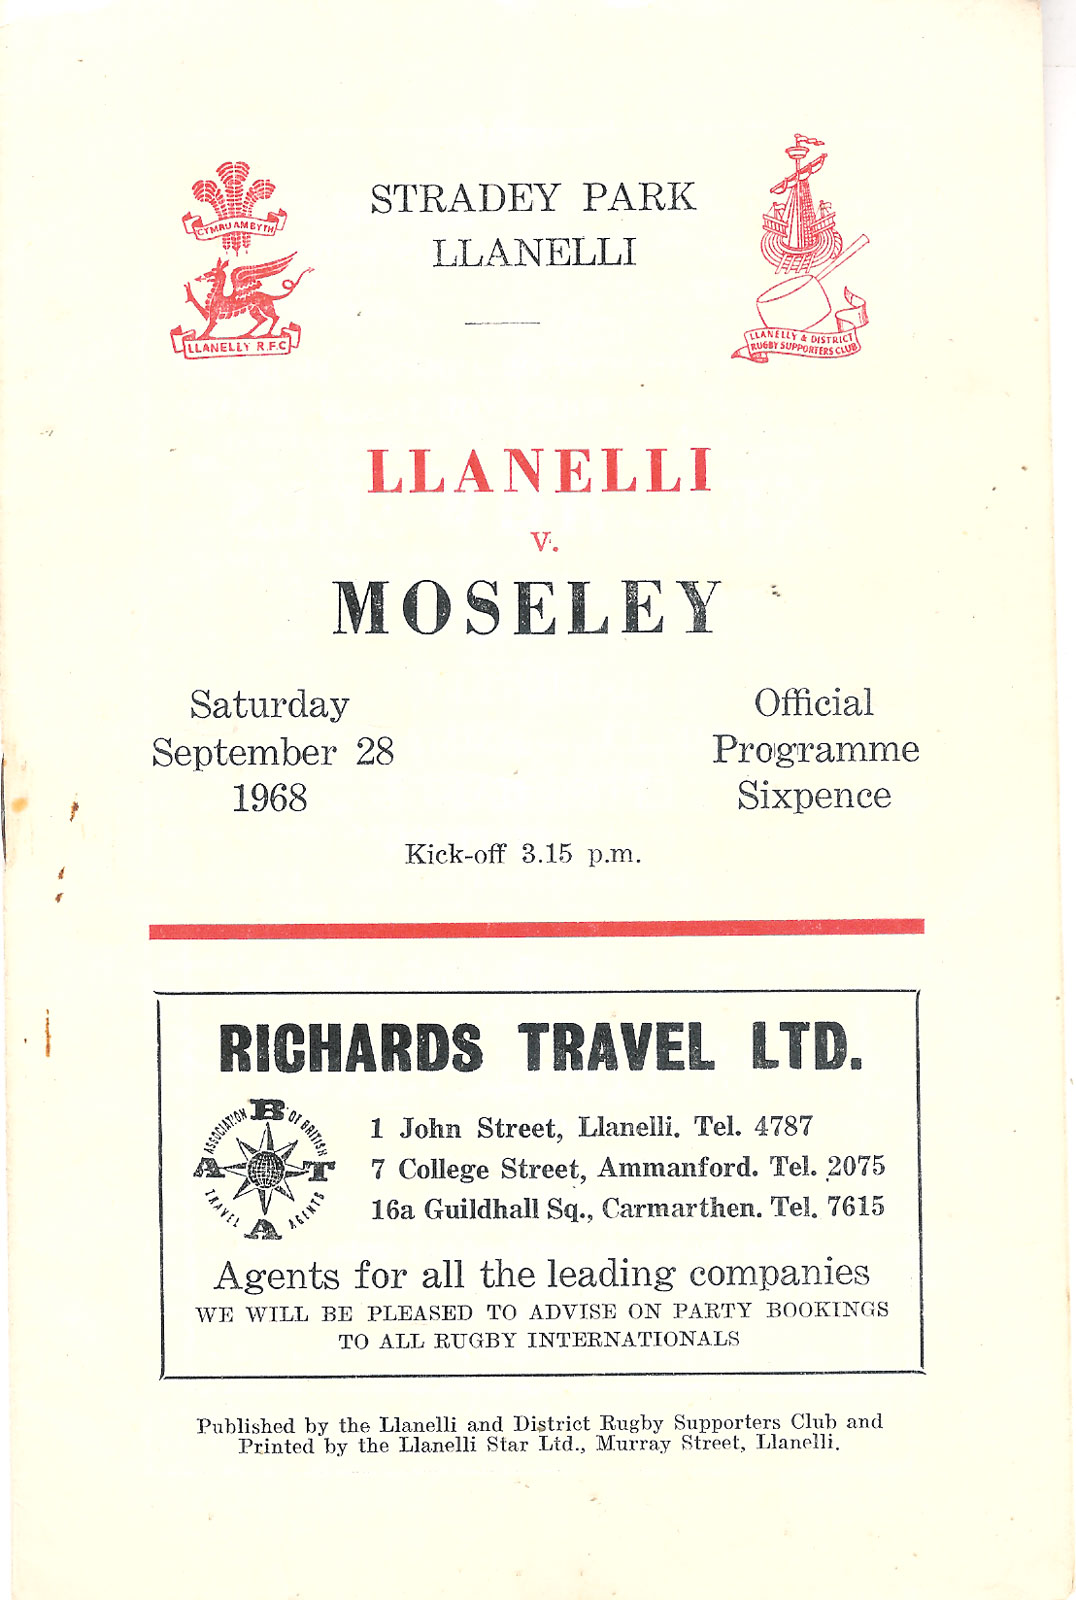 STRADEY PARK
LLANELLI
CYMRU AM BYTH
LLANELLY R.F.C
LLANELLY & DISTRICT
RUGBY SUPPORTERS CLUB
LLANELLI
v.
MOSELEY
Saturday
September 28
1968
Official
Programme
Sixpence
Kick-off 3.15 p.m.
RICHARDS TRAVEL LTD.
ASSOCIATION OF BRITISH
TRAVEL AGENTS
A B T A
1 John Street, Llanelli. Tel. 4787
7 College Street, Ammanford. Tel. 2075
16a Guildhall Sq., Carmarthen. Tel. 7615
Agents for all the leading companies
WE WILL BE PLEASED TO ADVISE ON PARTY BOOKINGS
TO ALL RUGBY INTERNATIONALS
Published by the Llanelli and District Rugby Supporters Club and
Printed by the Llanelli Star Ltd., Murray Street, Llanelli.